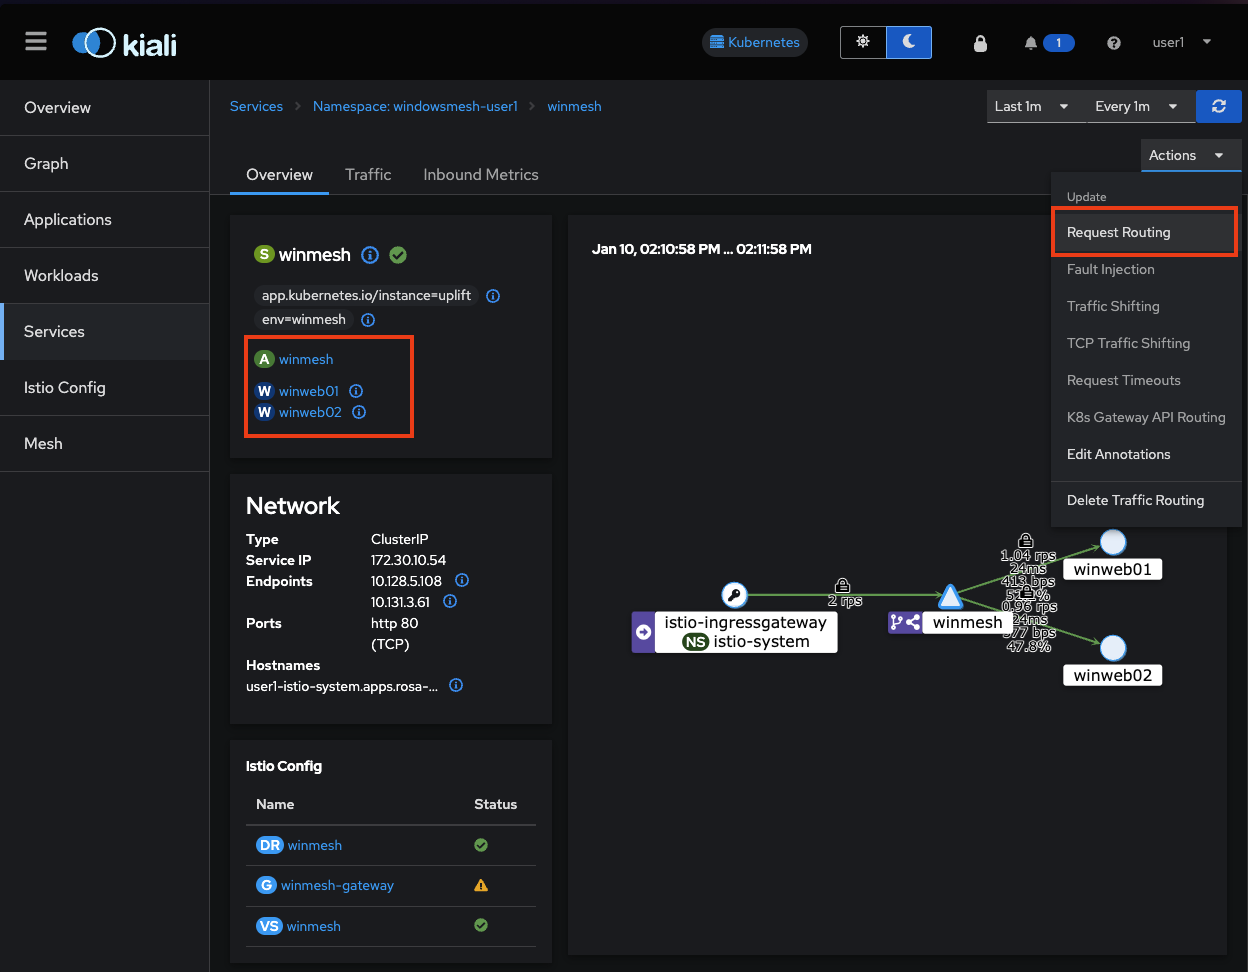 kiali
Kubernetes
1
user1
Overview
Graph
Applications
Workloads
Services
Istio Config
Mesh
Services
Namespace: windowsmesh-user1
winmesh
Last 1m
Every 1m
Actions
Overview
Traffic
Inbound Metrics
Update
Request Routing
Fault Injection
Traffic Shifting
TCP Traffic Shifting
Request Timeouts
K8s Gateway API Routing
Edit Annotations
Delete Traffic Routing
S winmesh
app.kubernetes.io/instance=uplift
env=winmesh
A winmesh
W winweb01
W winweb02
Network
Type ClusterIP
Service IP 172.30.10.54
Endpoints 10.128.5.108
10.131.3.61
Ports http 80
(TCP)
Hostnames
user1-istio-system.apps.rosa-...
Istio Config
Name Status
DR winmesh
G winmesh-gateway
VS winmesh
Jan 10, 02:10:58 PM ... 02:11:58 PM
istio-ingressgateway
NS istio-system
2 rps
winmesh
1.04 rps
24ms
413 bps
0.96 rps
24ms
377 bps
47.8%
winweb01
winweb02